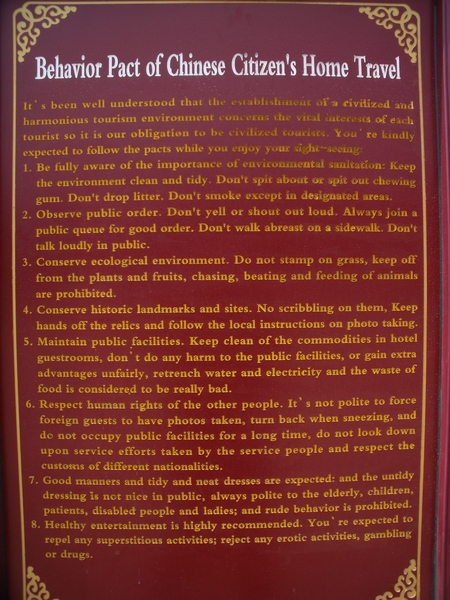 Behavior Pact of Chinese Citizen's Home Travel
It's been well understood that the establishment of a civilized and
harmonious tourism environment concerns the vital interests of each
tourist so it is our obligation to be civilized tourists. You're kindly
expected to follow the pacts while you enjoy your sight-seeing:
1. Be fully aware of the importance of environmental sanitation: Keep
the environment clean and tidy. Don't spit about or spit out chewing
gum. Don't drop litter. Don't smoke except in designated areas.
2. Observe public order. Don't yell or shout out loud. Always join a
public queue for good order. Don't walk abreast on a sidewalk. Don't
talk loudly in public.
3. Conserve ecological environment. Do not stamp on grass, keep off
from the plants and fruits, chasing, beating and feeding of animals
are prohibited.
4. Conserve historic landmarks and sites. No scribbling on them, Keep
hands off the relics and follow the local instructions on photo taking.
5. Maintain public facilities. Keep clean of the commodities in hotel
guestrooms, don't do any harm to the public facilities, or gain extra
advantages unfairly, retrench water and electricity and the waste of
food is considered to be really bad.
6. Respect human rights of the other people. It's not polite to force
foreign guests to have photos taken, turn back when sneezing, and
do not occupy public facilities for a long time, do not look down
upon service efforts taken by the service people and respect the
customs of different nationalities.
7. Good manners and tidy and neat dresses are expected: and the untidy
dressing is not nice in public, always polite to the elderly, children,
patients, disabled people and ladies; and rude behavior is prohibited.
8. Healthy entertainment is highly recommended. You're expected to
repel any superstitious activities; reject any erotic activities, gambling
or drugs.